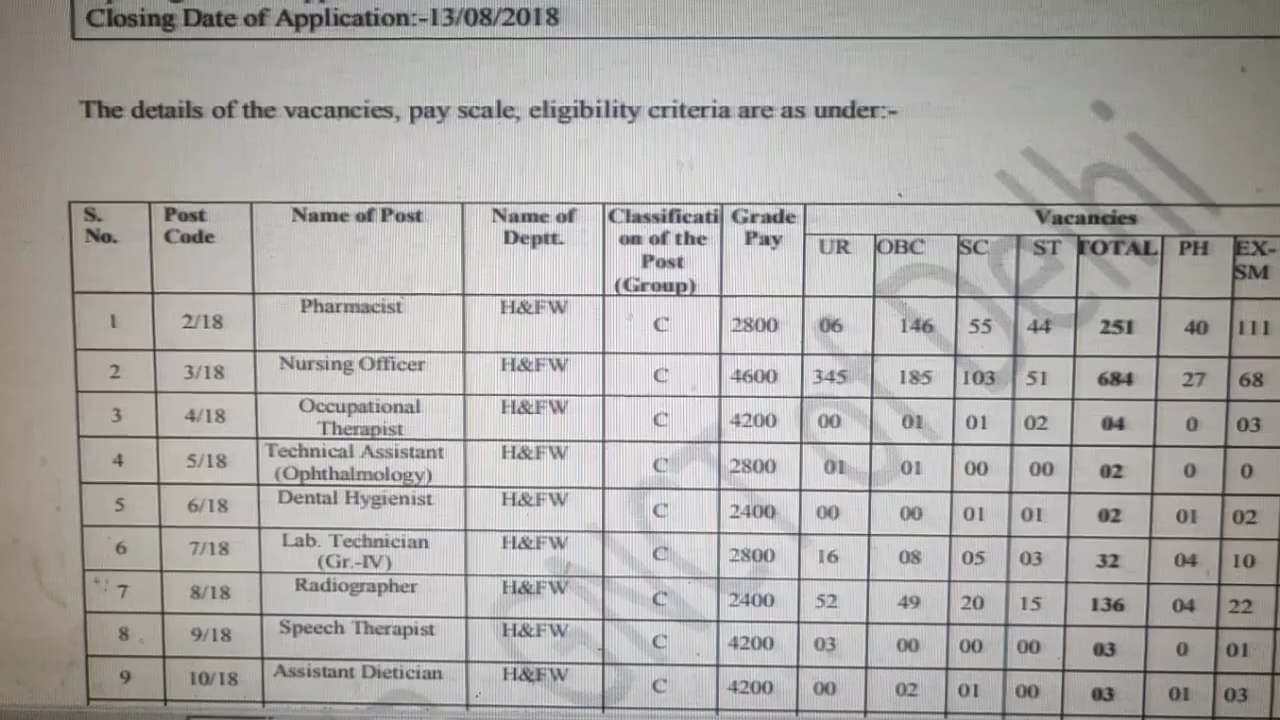 Closing Date of Application:-13/08/2018
The details of the vacancies, pay scale, eligibility criteria are as under:-
S. No. Post Code Name of Post Name of Deptt. Classificati on of the Post (Group) Grade Pay Vacancies
UR OBC SC ST TOTAL PH EX-SM
1 2/18 Pharmacist H&FW C 2800 06 146 55 44 251 40 111
2 3/18 Nursing Officer H&FW C 4600 345 185 103 51 684 27 68
3 4/18 Occupational Therapist H&FW C 4200 00 01 01 02 04 0 03
4 5/18 Technical Assistant (Ophthalmology) H&FW C 2800 01 01 00 00 02 0 0
5 6/18 Dental Hygienist H&FW C 2400 00 00 01 01 02 01 02
6 7/18 Lab. Technician (Gr.-IV) H&FW C 2800 16 08 05 03 32 04 10
7 8/18 Radiographer H&FW C 2400 52 49 20 15 136 04 22
8 9/18 Speech Therapist H&FW C 4200 03 00 00 00 03 0 01
9 10/18 Assistant Dietician H&FW C 4200 00 02 01 00 03 01 03
GNCT of Delhi